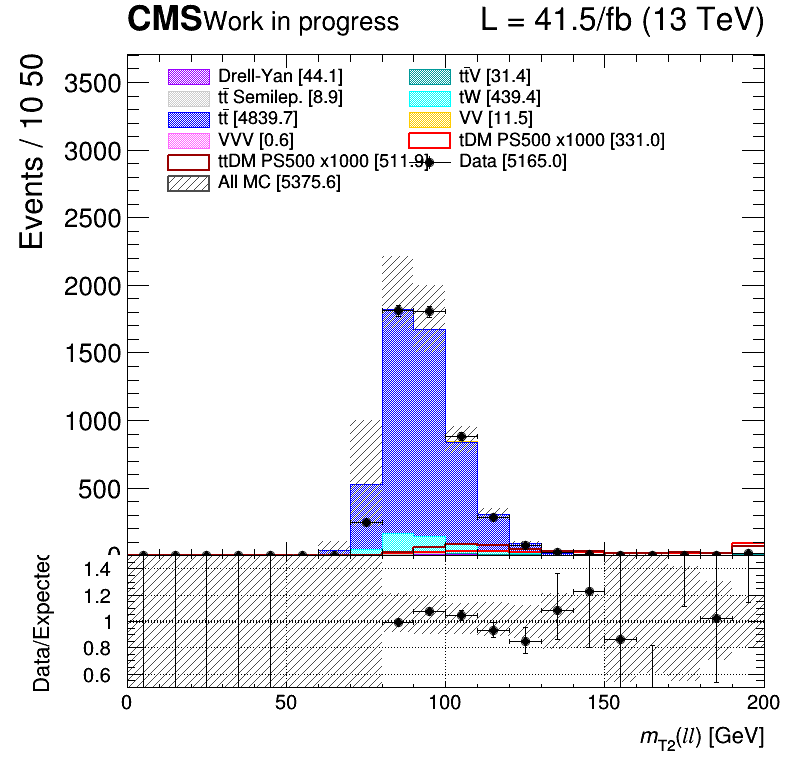 CMS Work in progress L = 41.5/fb (13 TeV)
Events / 10 50
3500
3000
2500
2000
1500
1000
500
0
Drell-Yan [44.1] tt̄V [31.4]
tt̄ Semilep. [8.9] tW [439.4]
tt̄ [4839.7] VV [11.5]
VVV [0.6] tDM PS500 x1000 [331.0]
ttDM PS500 x1000 [511.9] Data [5165.0]
All MC [5375.6]
Data/Expected
1.4
1.2
1
0.8
0.6
0 50 100 150 200
mT2(ll) [GeV]